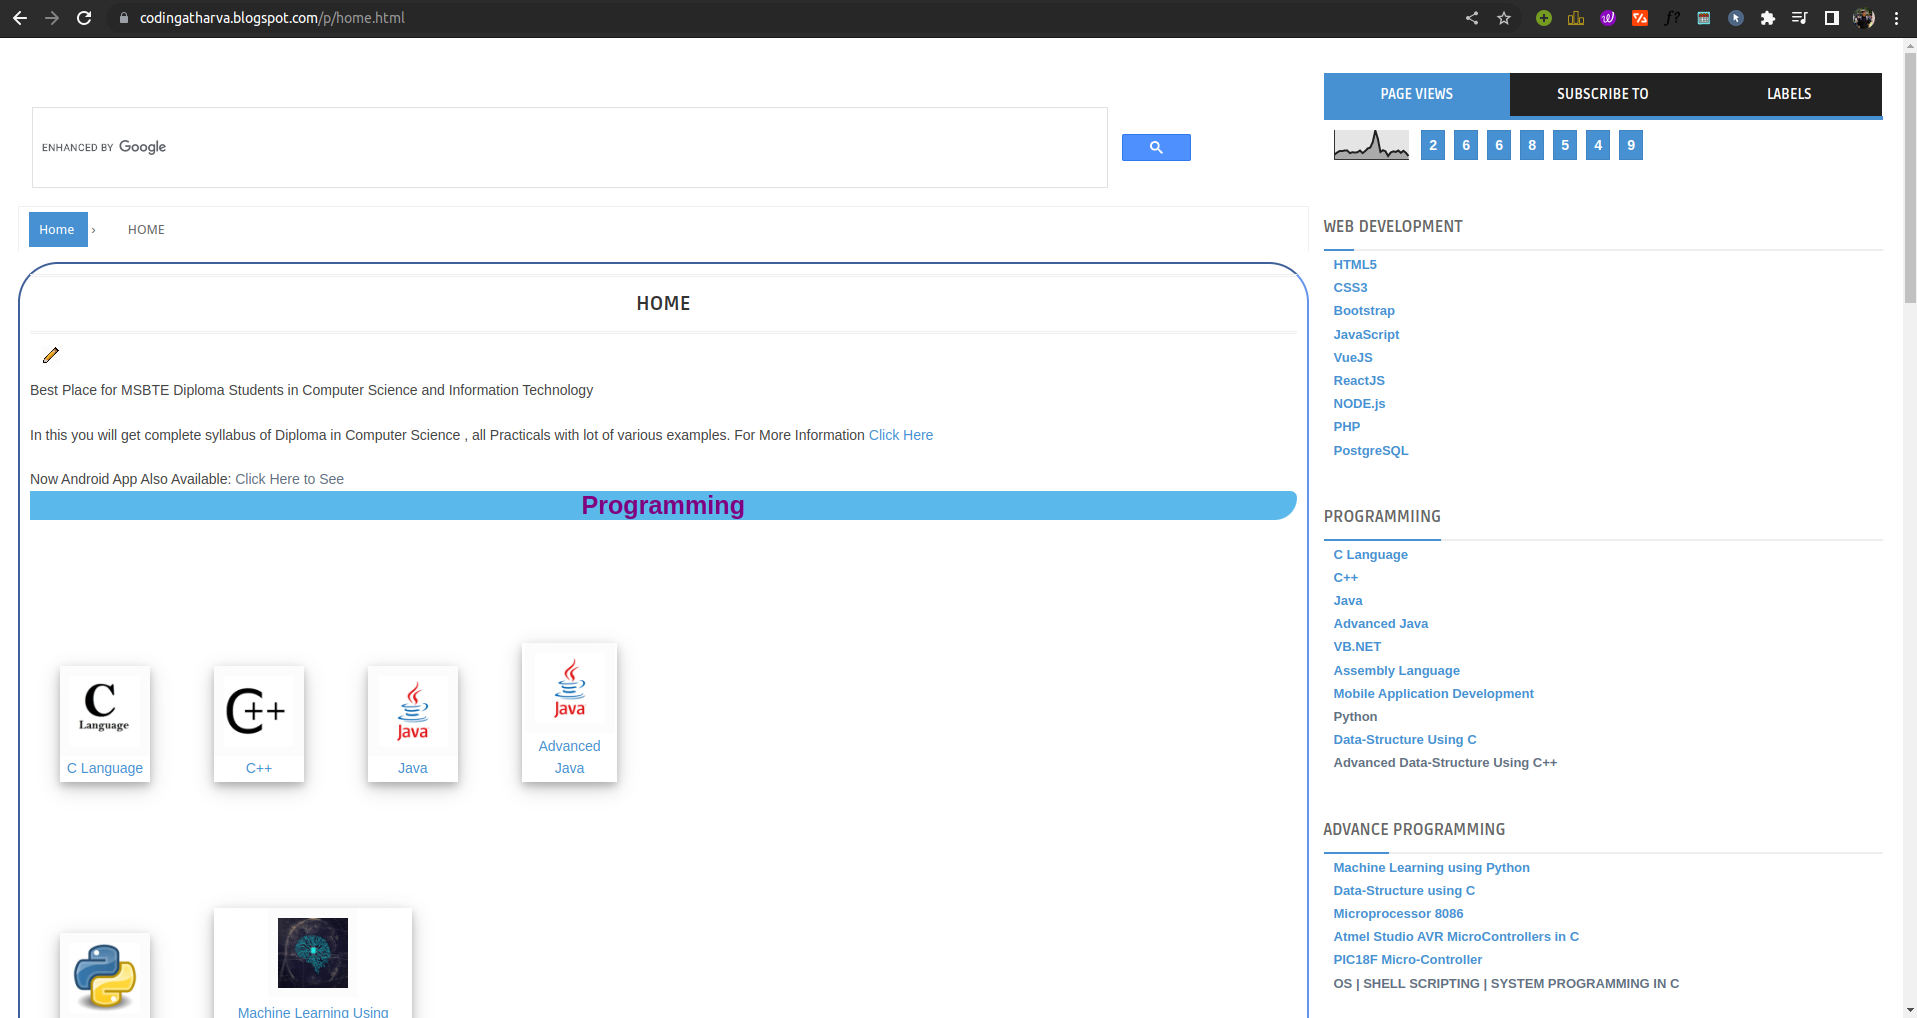 codingatharva.blogspot.com/p/home.html
ENHANCED BY Google
Home › HOME
HOME
Best Place for MSBTE Diploma Students in Computer Science and Information Technology
In this you will get complete syllabus of Diploma in Computer Science , all Practicals with lot of various examples. For More Information Click Here
Now Android App Also Available: Click Here to See
Programming
C Language
C Language
C++
C++
Java
Java
Java
Advanced
Java
Machine Learning Using
PAGE VIEWS
SUBSCRIBE TO
LABELS
2 6 6 8 5 4 9
WEB DEVELOPMENT
HTML5
CSS3
Bootstrap
JavaScript
VueJS
ReactJS
NODE.js
PHP
PostgreSQL
PROGRAMMIING
C Language
C++
Java
Advanced Java
VB.NET
Assembly Language
Mobile Application Development
Python
Data-Structure Using C
Advanced Data-Structure Using C++
ADVANCE PROGRAMMING
Machine Learning using Python
Data-Structure using C
Microprocessor 8086
Atmel Studio AVR MicroControllers in C
PIC18F Micro-Controller
OS | SHELL SCRIPTING | SYSTEM PROGRAMMING IN C